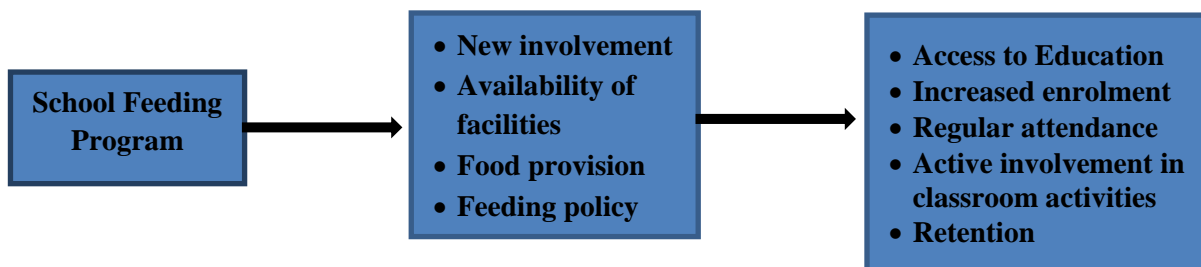 School Feeding
Program
• New involvement
• Availability of
facilities
• Food provision
• Feeding policy
• Access to Education
• Increased enrolment
• Regular attendance
• Active involvement in
classroom activities
• Retention